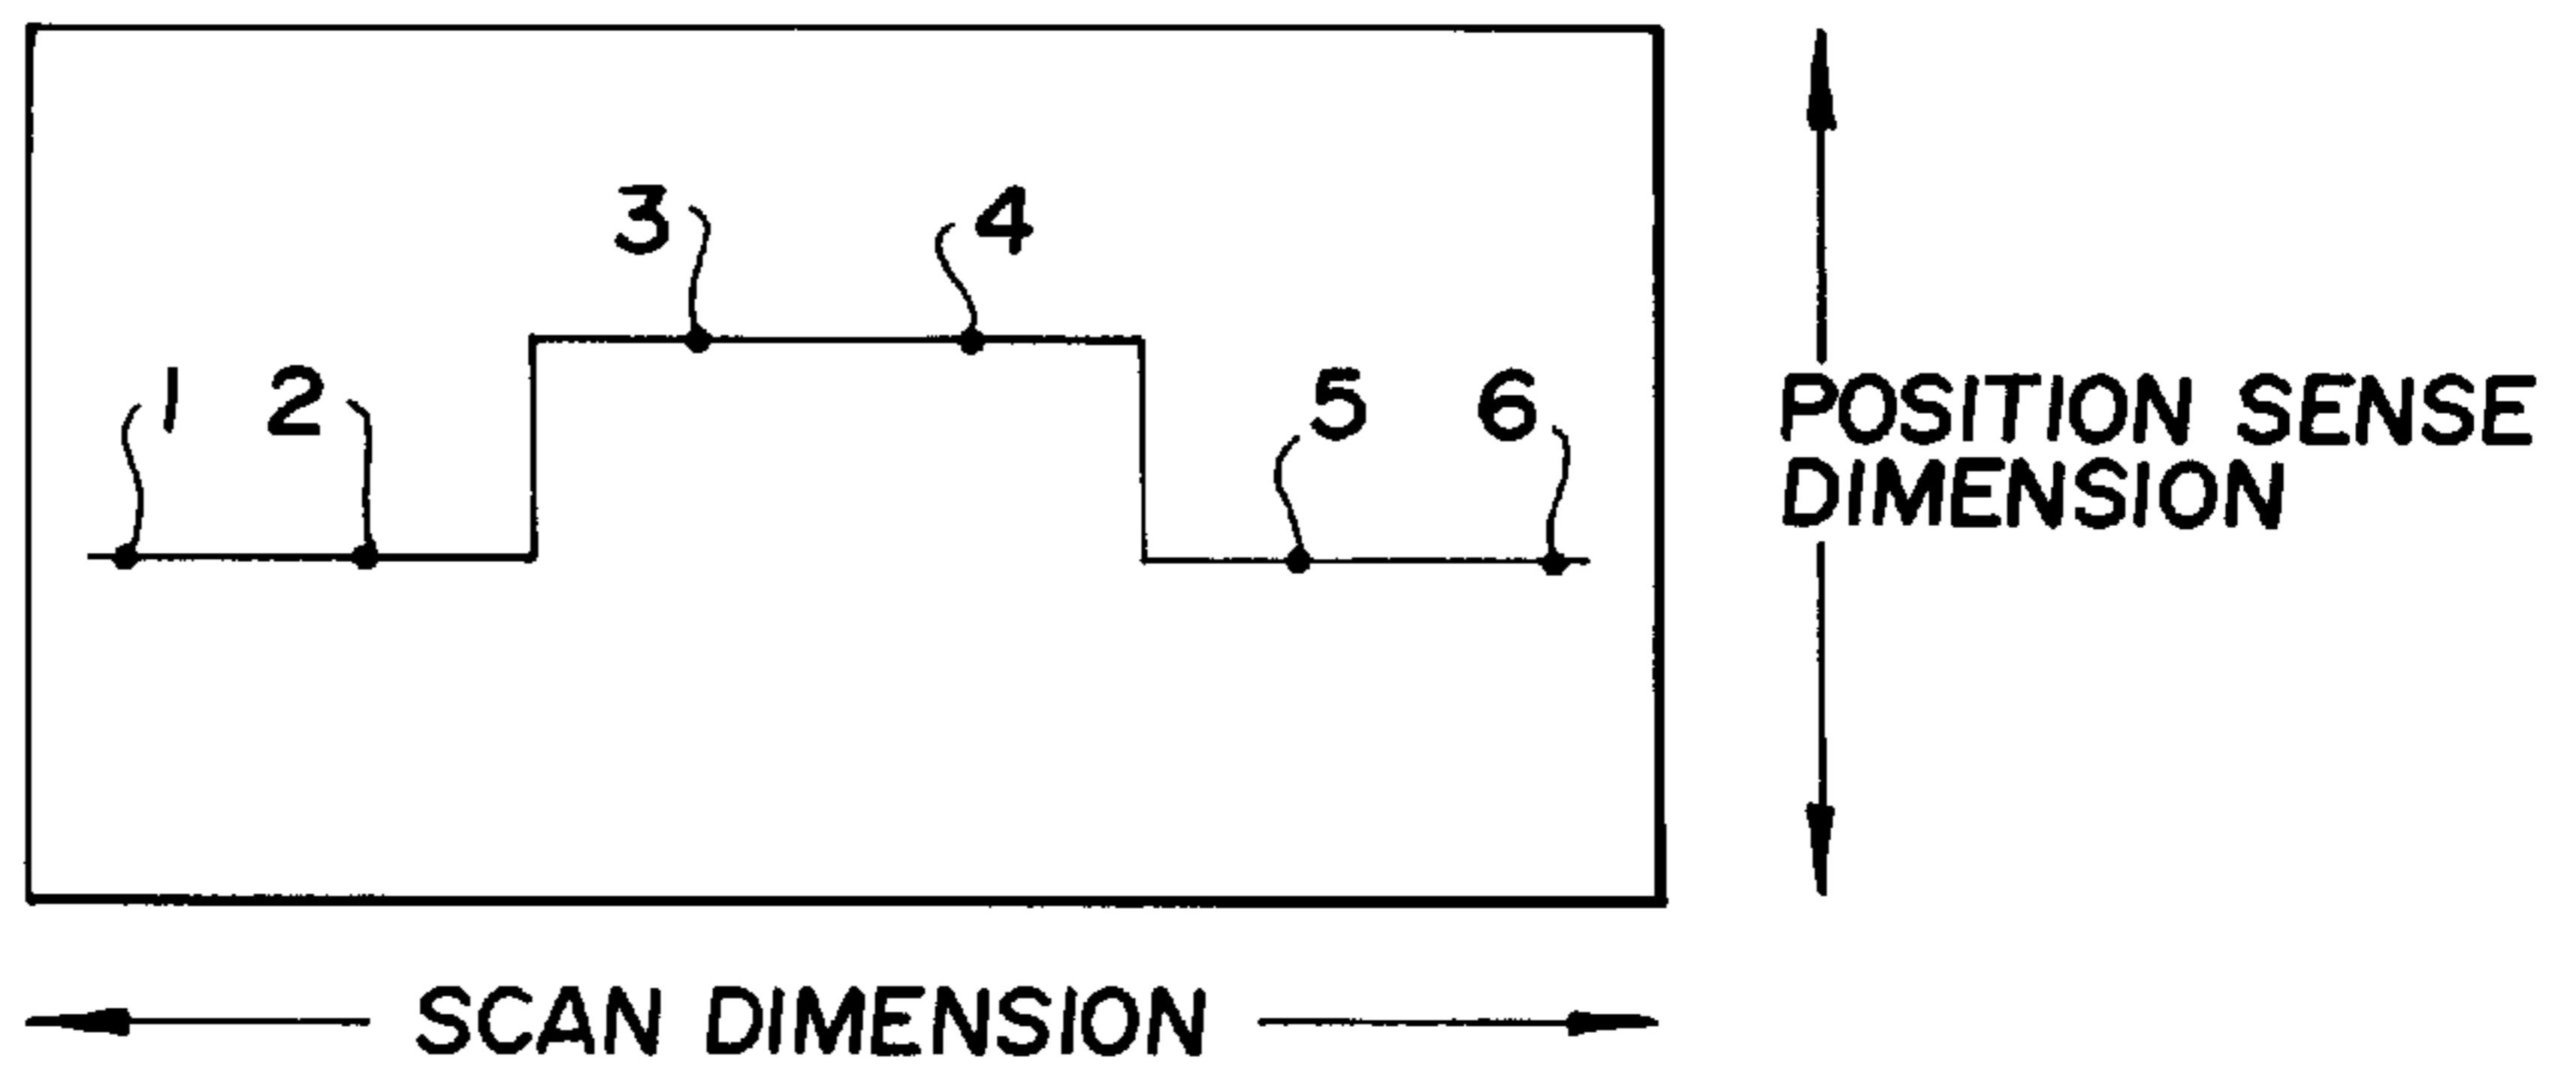 3 4
1 2 5 6
POSITION SENSE
DIMENSION
SCAN DIMENSION